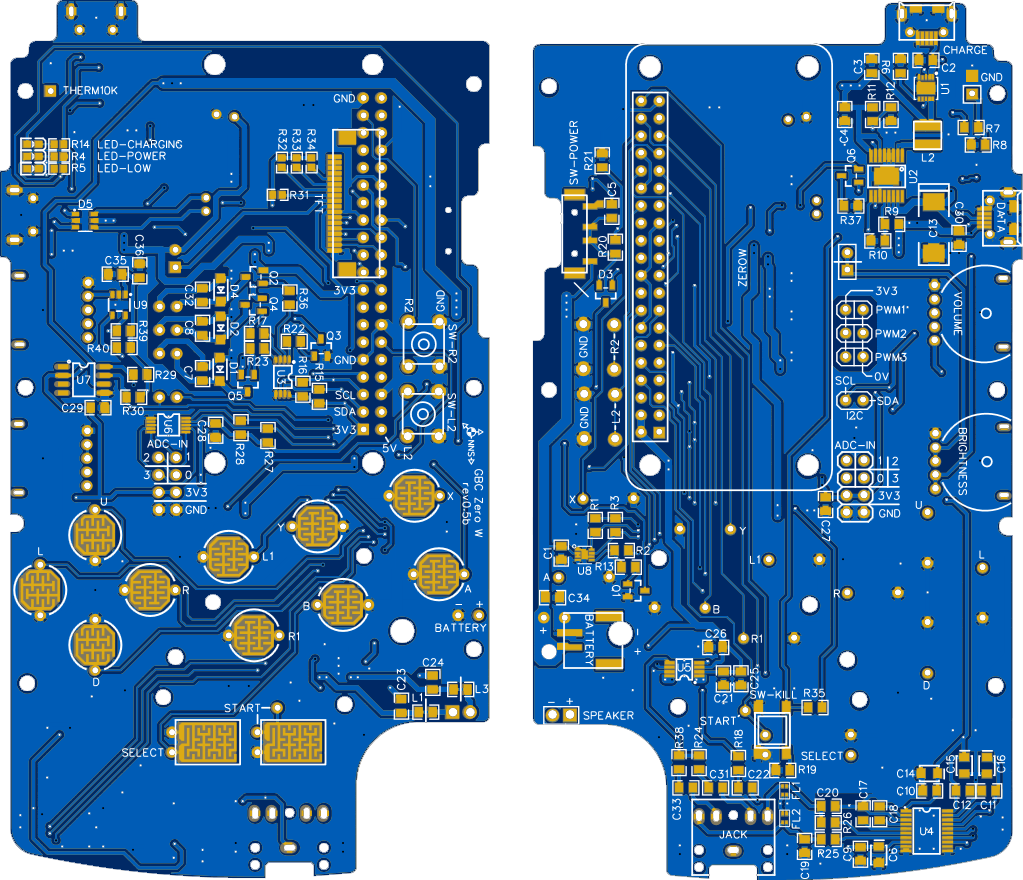 THERM10K
R14 LED-CHARGING
R4 LED-POWER
R5 LED-LOW
D5
GND
R32
R33
R34
R31
TFT
C36
C35
U9
R39
R40
C32
D4
Q2
Q4
R36
C8
D2
R17
R22
Q3
R23
C7
D1
Q5
U3
R16
R15
3V3
GND
SCL
SDA
3V3
5V
R2
SW-R2
SW-L2
L2
U7
R29
R30
C29
U6
C28
R28
R27
ADC-IN
2 1
3 0
3V3
GND
NNS
GBC Zero W
rev0.5b
U
L
R
D
L1
Y
X
A
B
R1
- +
BATTERY
START
SELECT
C23
C24
L1
L3
CHARGE
C3
R6
C2
U1
GND
R11
R12
C4
L2
R7
R8
SW-POWER
R21
C5
R20
D3
Q6
U2
R37
R9
R10
C13
C30
DATA
ZEROW
3V3
PWM1
PWM2
PWM3
0V
SCL
SDA
I2C
VOLUME
BRIGHTNESS
GND
R2
GND
L2
ADC-IN
1 2
0 3
3V3
GND
C27
X
R1
R3
Y
U
C1
U8
R2
R13
A
Q1
L1
L
R
C34
B
R1
+ -
BATTERY
- +
C26
U5
C21
C25
D
SW-KILL
R35
- + SPEAKER
START
SELECT
R38
R24
R18
R19
C33
C31
C22
FL1
FL2
JACK
C20
R26
R25
C19
C17
C18
C9
C6
C14
C10
C15
C16
C12
C11
U4